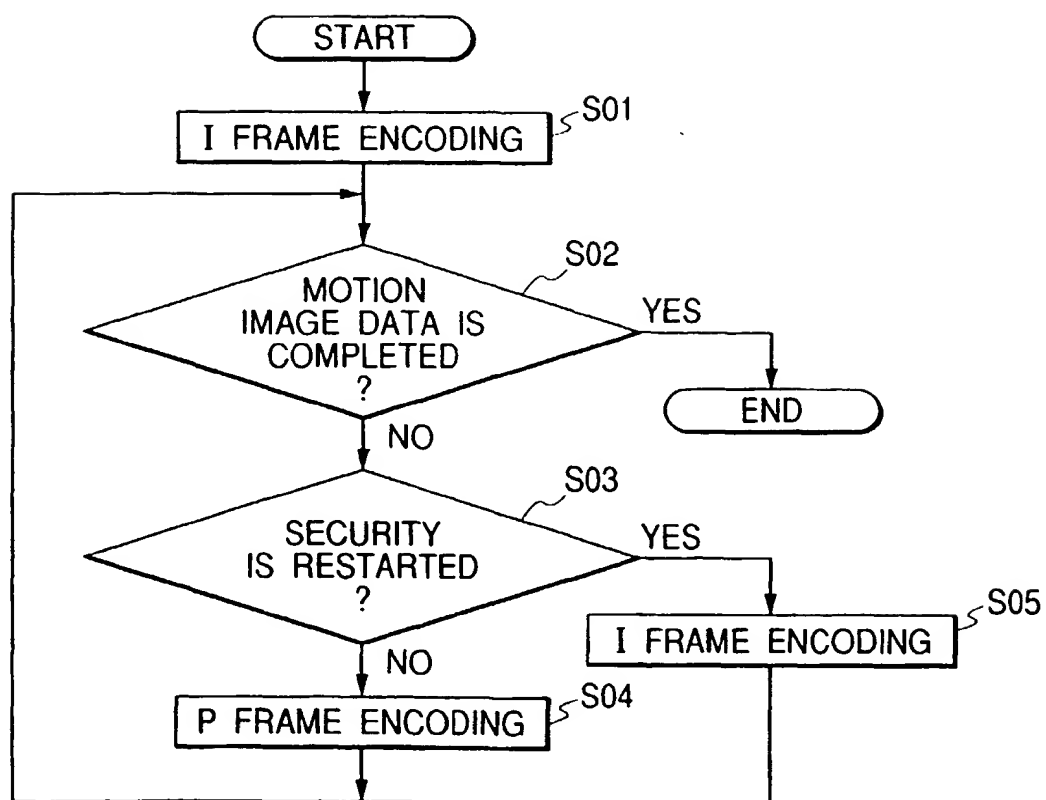 START
I FRAME ENCODING
S01
MOTION
IMAGE DATA IS
COMPLETED
?
S02
YES
END
NO
SECURITY
IS RESTARTED
?
S03
YES
I FRAME ENCODING
S05
NO
P FRAME ENCODING
S04